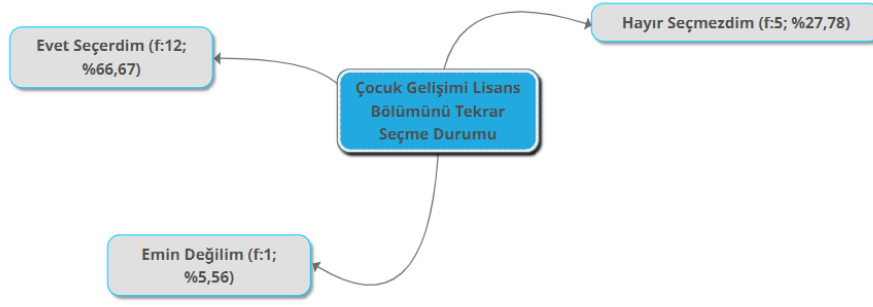 Evet Seçerdim (f:12;
%66,67)
Hayır Seçmezdim (f:5; %27,78)
Çocuk Gelişimi Lisans
Bölümünü Tekrar
Seçme Durumu
Emin Değilim (f:1;
%5,56)